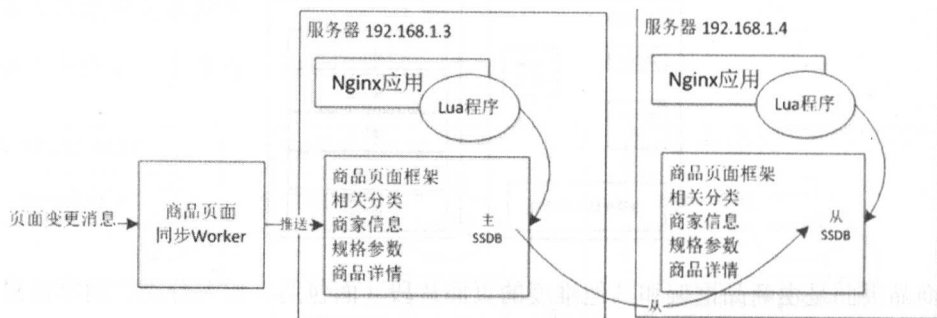 服务器 192.168.1.3
Nginx应用
Lua程序
商品页面框架
相关分类
商家信息
规格参数
商品详情
主
SSDB
服务器 192.168.1.4
Nginx应用
Lua程序
商品页面框架
相关分类
商家信息
规格参数
商品详情
从
SSDB
页面变更消息
商品页面
同步Worker
推送
从